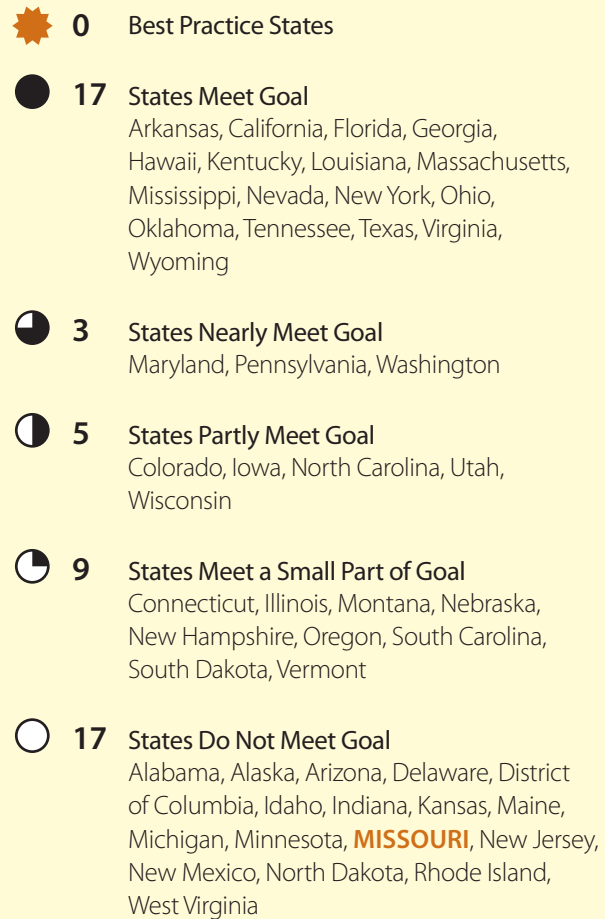 0 Best Practice States
17 States Meet Goal
Arkansas, California, Florida, Georgia,
Hawaii, Kentucky, Louisiana, Massachusetts,
Mississippi, Nevada, New York, Ohio,
Oklahoma, Tennessee, Texas, Virginia,
Wyoming
3 States Nearly Meet Goal
Maryland, Pennsylvania, Washington
5 States Partly Meet Goal
Colorado, Iowa, North Carolina, Utah,
Wisconsin
9 States Meet a Small Part of Goal
Connecticut, Illinois, Montana, Nebraska,
New Hampshire, Oregon, South Carolina,
South Dakota, Vermont
17 States Do Not Meet Goal
Alabama, Alaska, Arizona, Delaware, District
of Columbia, Idaho, Indiana, Kansas, Maine,
Michigan, Minnesota, MISSOURI, New Jersey,
New Mexico, North Dakota, Rhode Island,
West Virginia